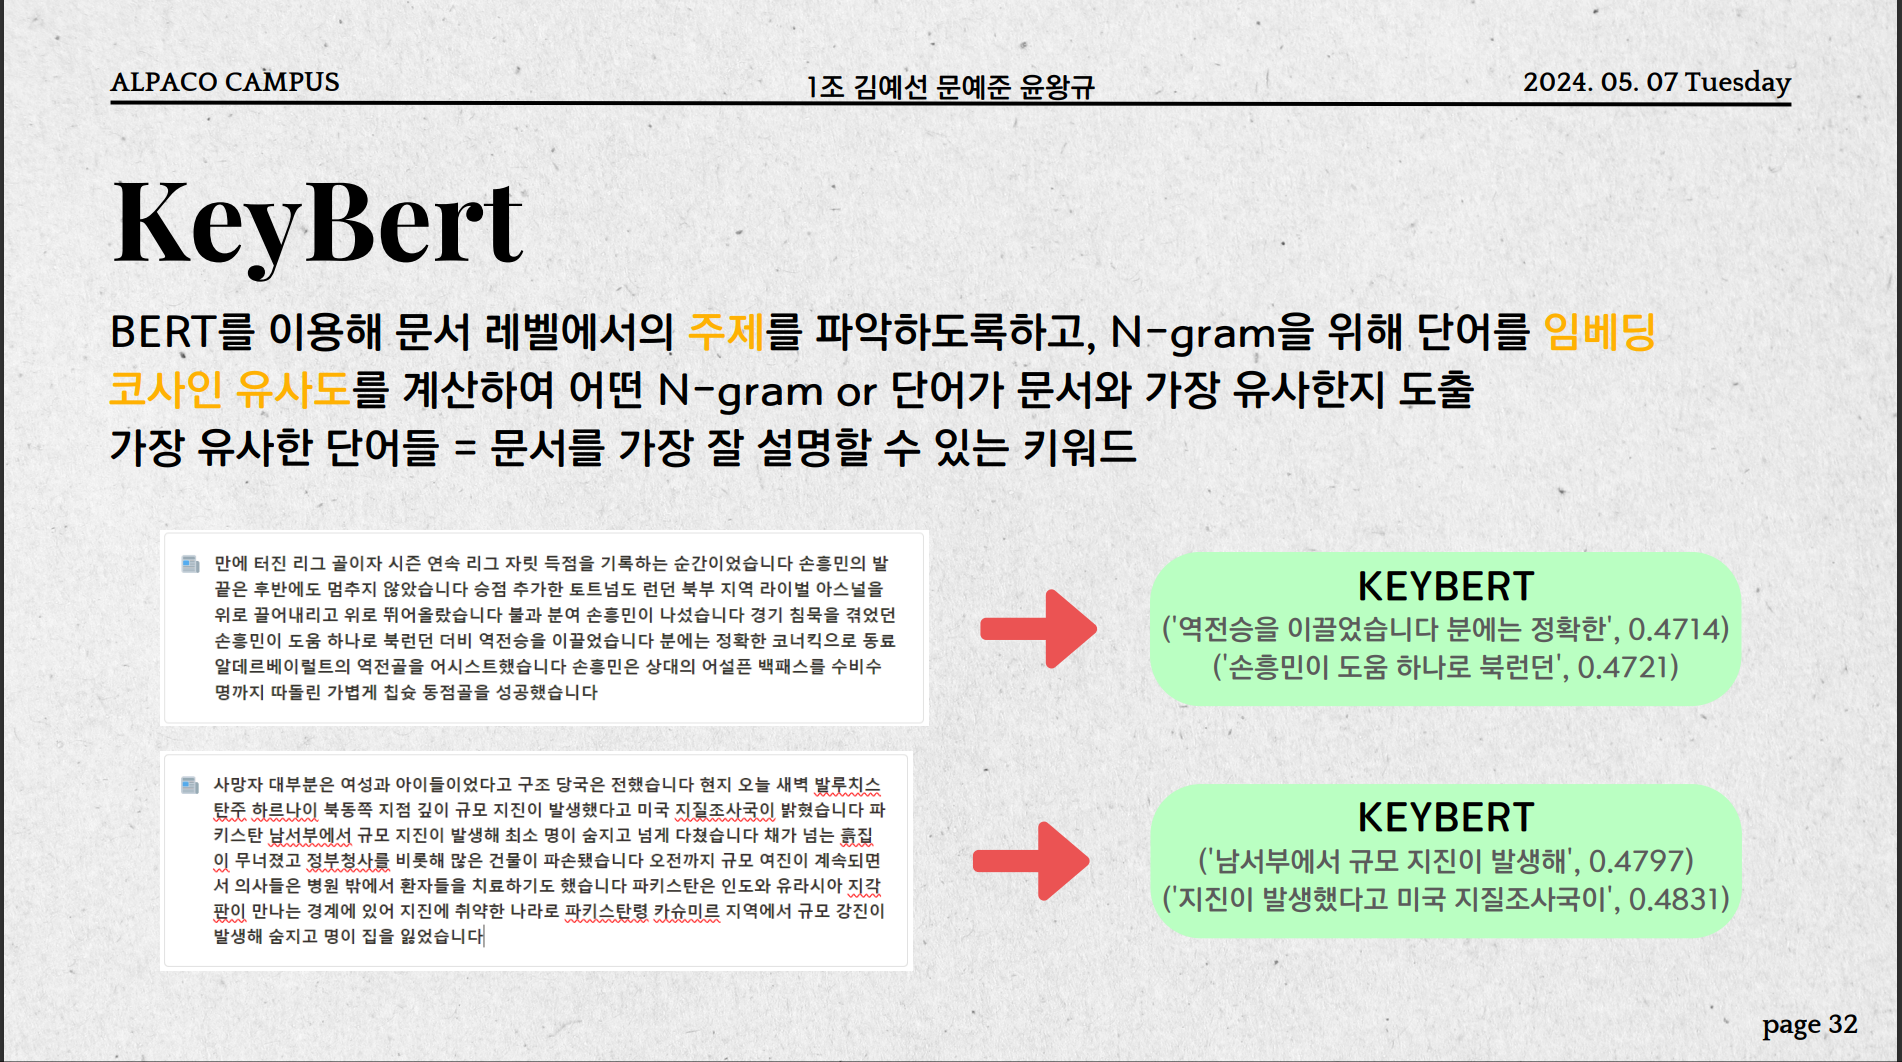 ALPACO CAMPUS
1조 김예선 문예준 윤왕규
2024. 05. 07 Tuesday
KeyBert
BERT를 이용해 문서 레벨에서의 주제를 파악하도록하고, N-gram을 위해 단어를 임베딩
코사인 유사도를 계산하여 어떤 N-gram or 단어가 문서와 가장 유사한지 도출
가장 유사한 단어들 = 문서를 가장 잘 설명할 수 있는 키워드
만에 터진 리그 골이자 시즌 연속 리그 자릿 득점을 기록하는 순간이었습니다 손흥민의 발
끝은 후반에도 멈추지 않았습니다 승점 추가한 토트넘도 런던 북부 지역 라이벌 아스널을
위로 끌어내리고 위로 뛰어올랐습니다 불과 분여 손흥민이 나섰습니다 경기 침묵을 겪었던
손흥민이 도움 하나로 북런던 더비 역전승을 이끌었습니다 분에는 정확한 코너킥으로 동료
알데르베이럴트의 역전골을 어시스트했습니다 손흥민은 상대의 어설픈 백패스를 수비수
명까지 따돌린 가볍게 칩슛 동점골을 성공했습니다
KEYBERT
('역전승을 이끌었습니다 분에는 정확한', 0.4714)
('손흥민이 도움 하나로 북런던', 0.4721)
사망자 대부분은 여성과 아이들이었다고 구조 당국은 전했습니다 현지 오늘 새벽 발루치스
탄주 하르나이 북동쪽 지점 깊이 규모 지진이 발생했다고 미국 지질조사국이 밝혔습니다 파
키스탄 남서부에서 규모 지진이 발생해 최소 명이 숨지고 넘게 다쳤습니다 채가 넘는 흙집
이 무너졌고 정부청사를 비롯해 많은 건물이 파손됐습니다 오전까지 규모 여진이 계속되면
서 의사들은 병원 밖에서 환자들을 치료하기도 했습니다 파키스탄은 인도와 유라시아 지각
판이 만나는 경계에 있어 지진에 취약한 나라로 파키스탄령 카슈미르 지역에서 규모 강진이
발생해 숨지고 명이 집을 잃었습니다
KEYBERT
('남서부에서 규모 지진이 발생해', 0.4797)
('지진이 발생했다고 미국 지질조사국이', 0.4831)
page 32